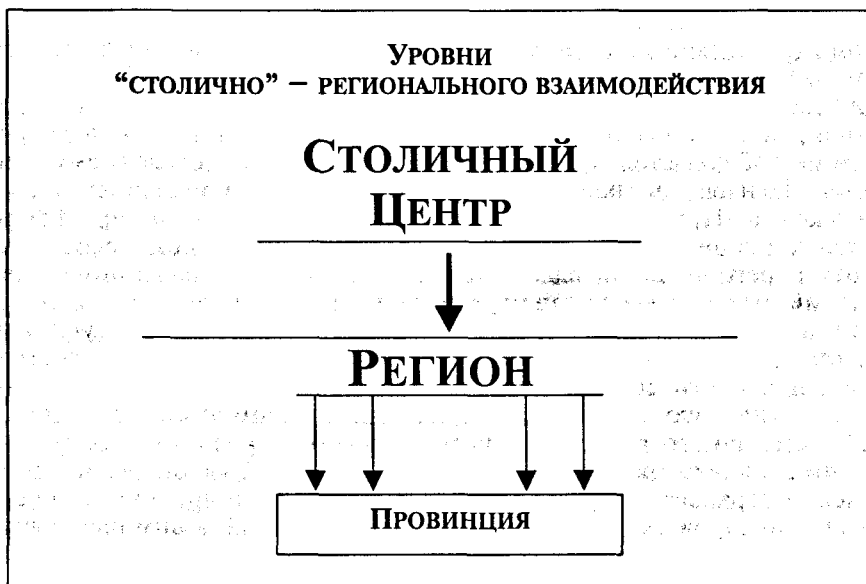 УРОВНИ
“СТОЛИЧНО” – РЕГИОНАЛЬНОГО ВЗАИМОДЕЙСТВИЯ
СТОЛИЧНЫЙ
ЦЕНТР
РЕГИОН
ПРОВИНЦИЯ